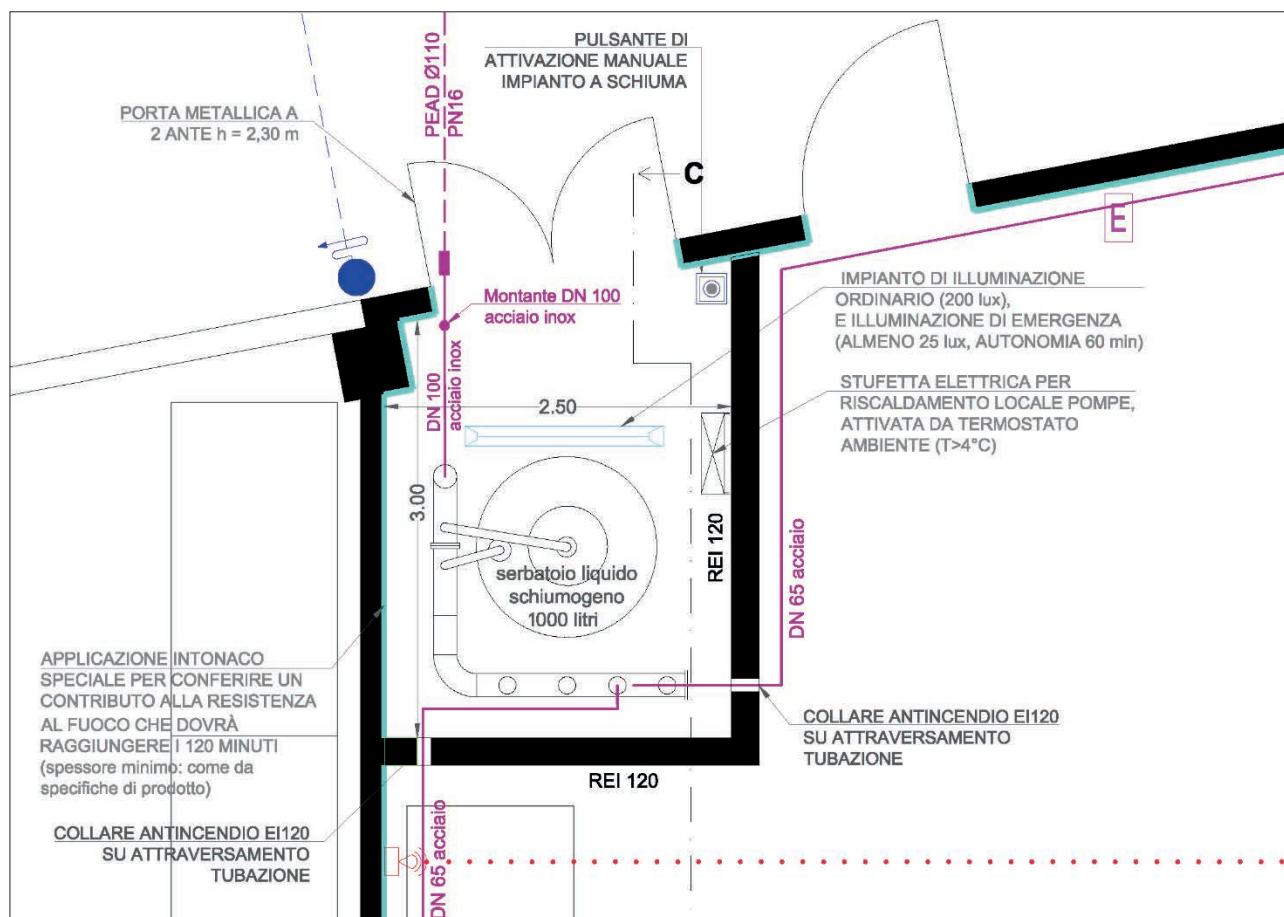 PULSANTE DI
ATTIVAZIONE MANUALE
IMPIANTO A SCHIUMA
PEAD Ø110
PN16
PORTA METALLICA A
2 ANTE h = 2,30 m
C
E
Montante DN 100
acciaio inox
DN 100
acciaio inox
IMPIANTO DI ILLUMINAZIONE
ORDINARIO (200 lux),
E ILLUMINAZIONE DI EMERGENZA
(ALMENO 25 lux, AUTONOMIA 60 min)
STUFETTA ELETTRICA PER
RISCALDAMENTO LOCALE POMPE,
ATTIVATA DA TERMOSTATO
AMBIENTE (T>4°C)
2.50
3.00
serbatoio liquido
schiumogeno
1000 litri
REI 120
DN 65 acciaio
APPLICAZIONE INTONACO
SPECIALE PER CONFERIRE UN
CONTRIBUTO ALLA RESISTENZA
AL FUOCO CHE DOVRÀ
RAGGIUNGERE I 120 MINUTI
(spessore minimo: come da
specifiche di prodotto)
COLLARE ANTINCENDIO EI120
SU ATTRAVERSAMENTO
TUBAZIONE
REI 120
COLLARE ANTINCENDIO EI120
SU ATTRAVERSAMENTO
TUBAZIONE
DN 65 acciaio